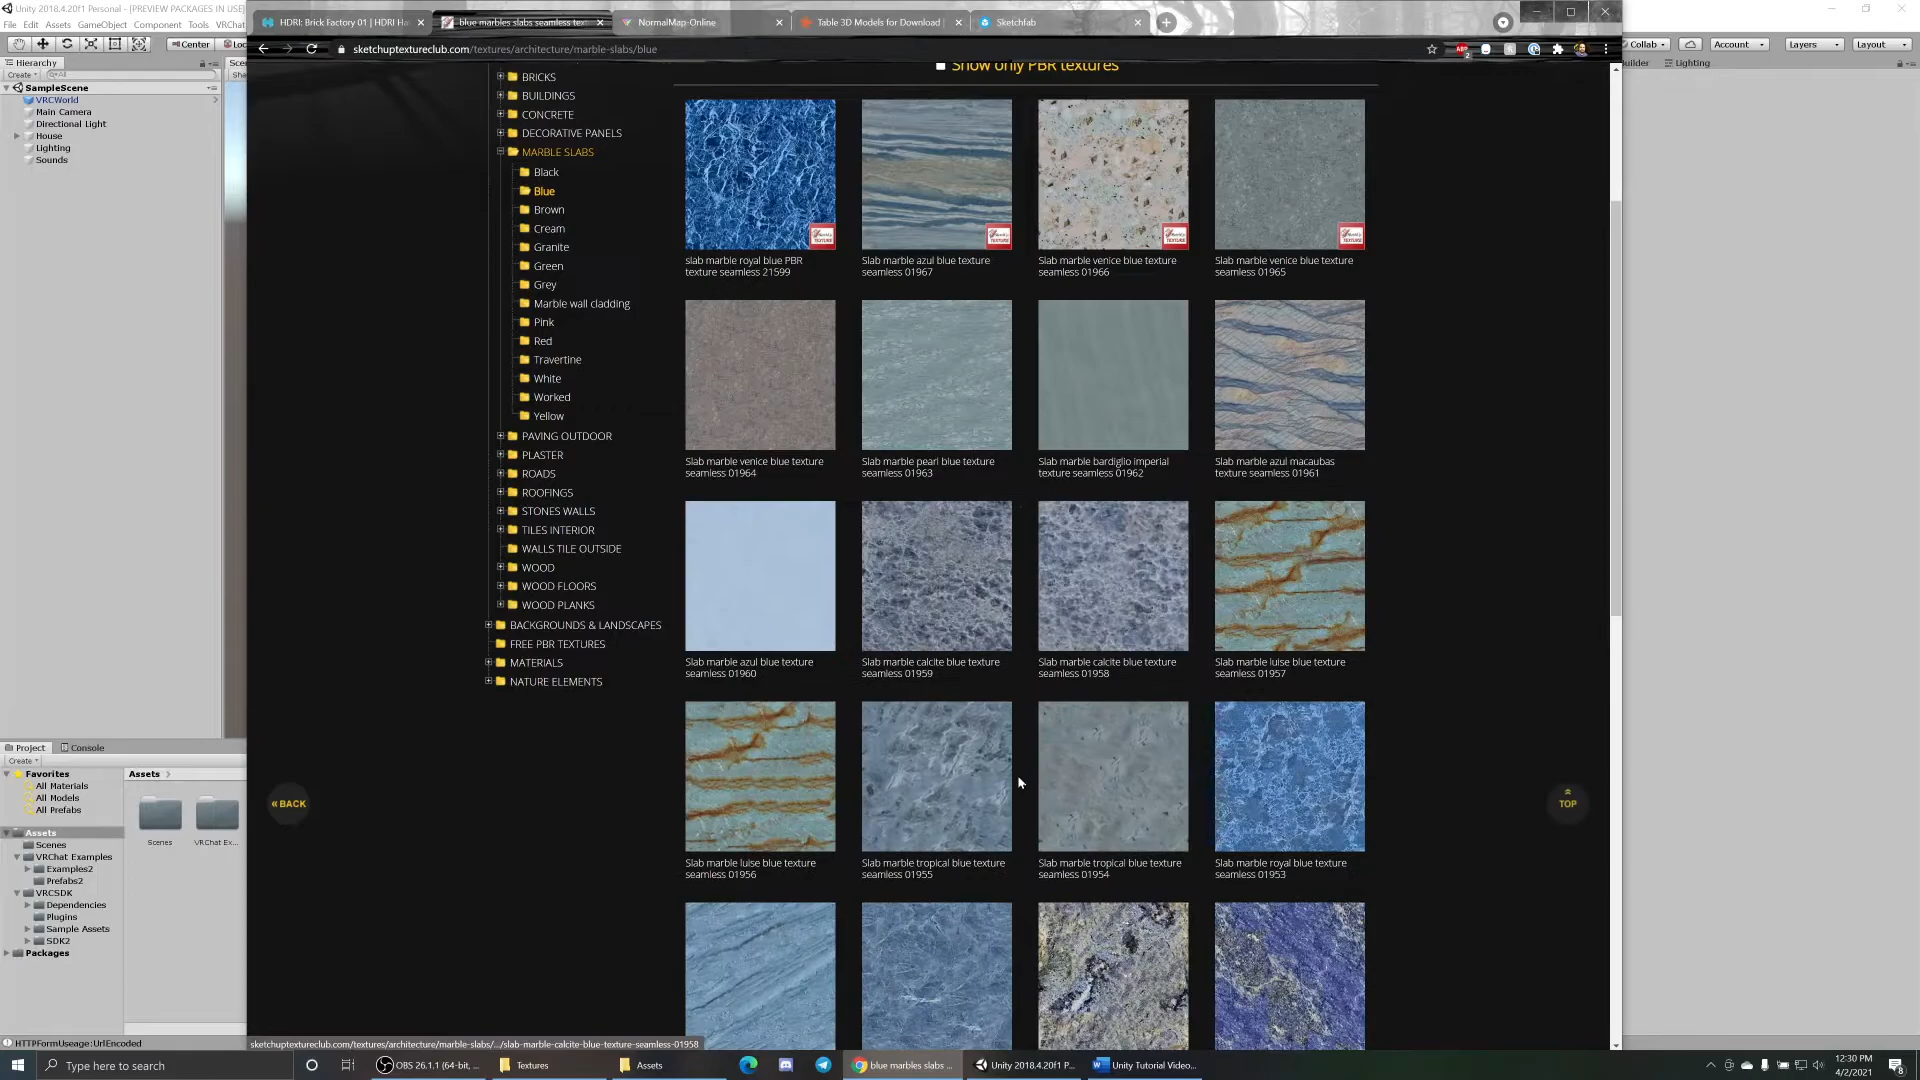 Unity 2018.4.20f1 Personal - [PREVIEW PACKAGES IN USE]
File Edit Assets GameObject Component Tools VRChat
Center
Hierarchy
Create
All
SampleScene
VRCWorld
Main Camera
Directional Light
House
Lighting
Sounds
HDRI: Brick Factory 01 | HDRI Ha
blue marbles slabs seamless tex
NormalMap-Online
Table 3D Models for Download |
Sketchfab
sketchuptextureclub.com/textures/architecture/marble-slabs/blue
Collab
Account
Layers
Layout
Lighting
Show only PBR textures
BRICKS
BUILDINGS
CONCRETE
DECORATIVE PANELS
MARBLE SLABS
Black
Blue
Brown
Cream
Granite
Green
Grey
Marble wall cladding
Pink
Red
Travertine
White
Worked
Yellow
PAVING OUTDOOR
PLASTER
ROADS
ROOFINGS
STONES WALLS
TILES INTERIOR
WALLS TILE OUTSIDE
WOOD
WOOD FLOORS
WOOD PLANKS
BACKGROUNDS & LANDSCAPES
FREE PBR TEXTURES
MATERIALS
NATURE ELEMENTS
slab marble royal blue PBR
texture seamless 21599
Slab marble azul blue texture
seamless 01967
Slab marble venice blue texture
seamless 01966
Slab marble venice blue texture
seamless 01965
Slab marble venice blue texture
seamless 01964
Slab marble pearl blue texture
seamless 01963
Slab marble bardiglio imperial
texture seamless 01962
Slab marble azul macaubas
texture seamless 01961
Slab marble azul blue texture
seamless 01960
Slab marble calcite blue texture
seamless 01959
Slab marble calcite blue texture
seamless 01958
Slab marble luise blue texture
seamless 01957
Slab marble luise blue texture
seamless 01956
Slab marble tropical blue texture
seamless 01955
Slab marble tropical blue texture
seamless 01954
Slab marble royal blue texture
seamless 01953
« BACK
TOP
Project
Console
Create
Favorites
All Materials
All Models
All Prefabs
Assets
Scenes
VRChat Examples
Examples2
Prefabs2
VRCSDK
Dependencies
Plugins
Sample Assets
SDK2
Packages
Assets
Scenes
VRChat Ex...
HTTPFormUseage:UrlEncoded
sketchuptextureclub.com/textures/architecture/marble-slabs/.../slab-marble-calcite-blue-texture-seamless-01958
Type here to search
OBS 26.1.1 (64-bit, ...
Textures
Assets
blue marbles slabs ...
Unity 2018.4.20f1 P...
Unity Tutorial Video...
12:30 PM
4/2/2021